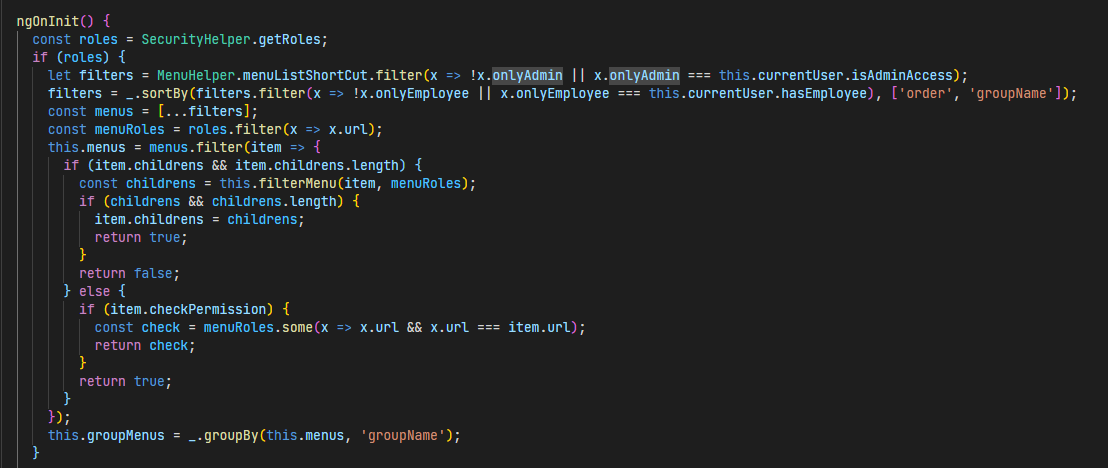 ngOnInit() {
  const roles = SecurityHelper.getRoles;
  if (roles) {
    let filters = MenuHelper.menuListShortCut.filter(x => !x.onlyAdmin || x.onlyAdmin === this.currentUser.isAdminAccess);
    filters = _.sortBy(filters.filter(x => !x.onlyEmployee || x.onlyEmployee === this.currentUser.hasEmployee), ['order', 'groupName']);
    const menus = [...filters];
    const menuRoles = roles.filter(x => x.url);
    this.menus = menus.filter(item => {
      if (item.childrens && item.childrens.length) {
        const childrens = this.filterMenu(item, menuRoles);
        if (childrens && childrens.length) {
          item.childrens = childrens;
          return true;
        }
        return false;
      } else {
        if (item.checkPermission) {
          const check = menuRoles.some(x => x.url && x.url === item.url);
          return check;
        }
        return true;
      }
    });
    this.groupMenus = _.groupBy(this.menus, 'groupName');
  }